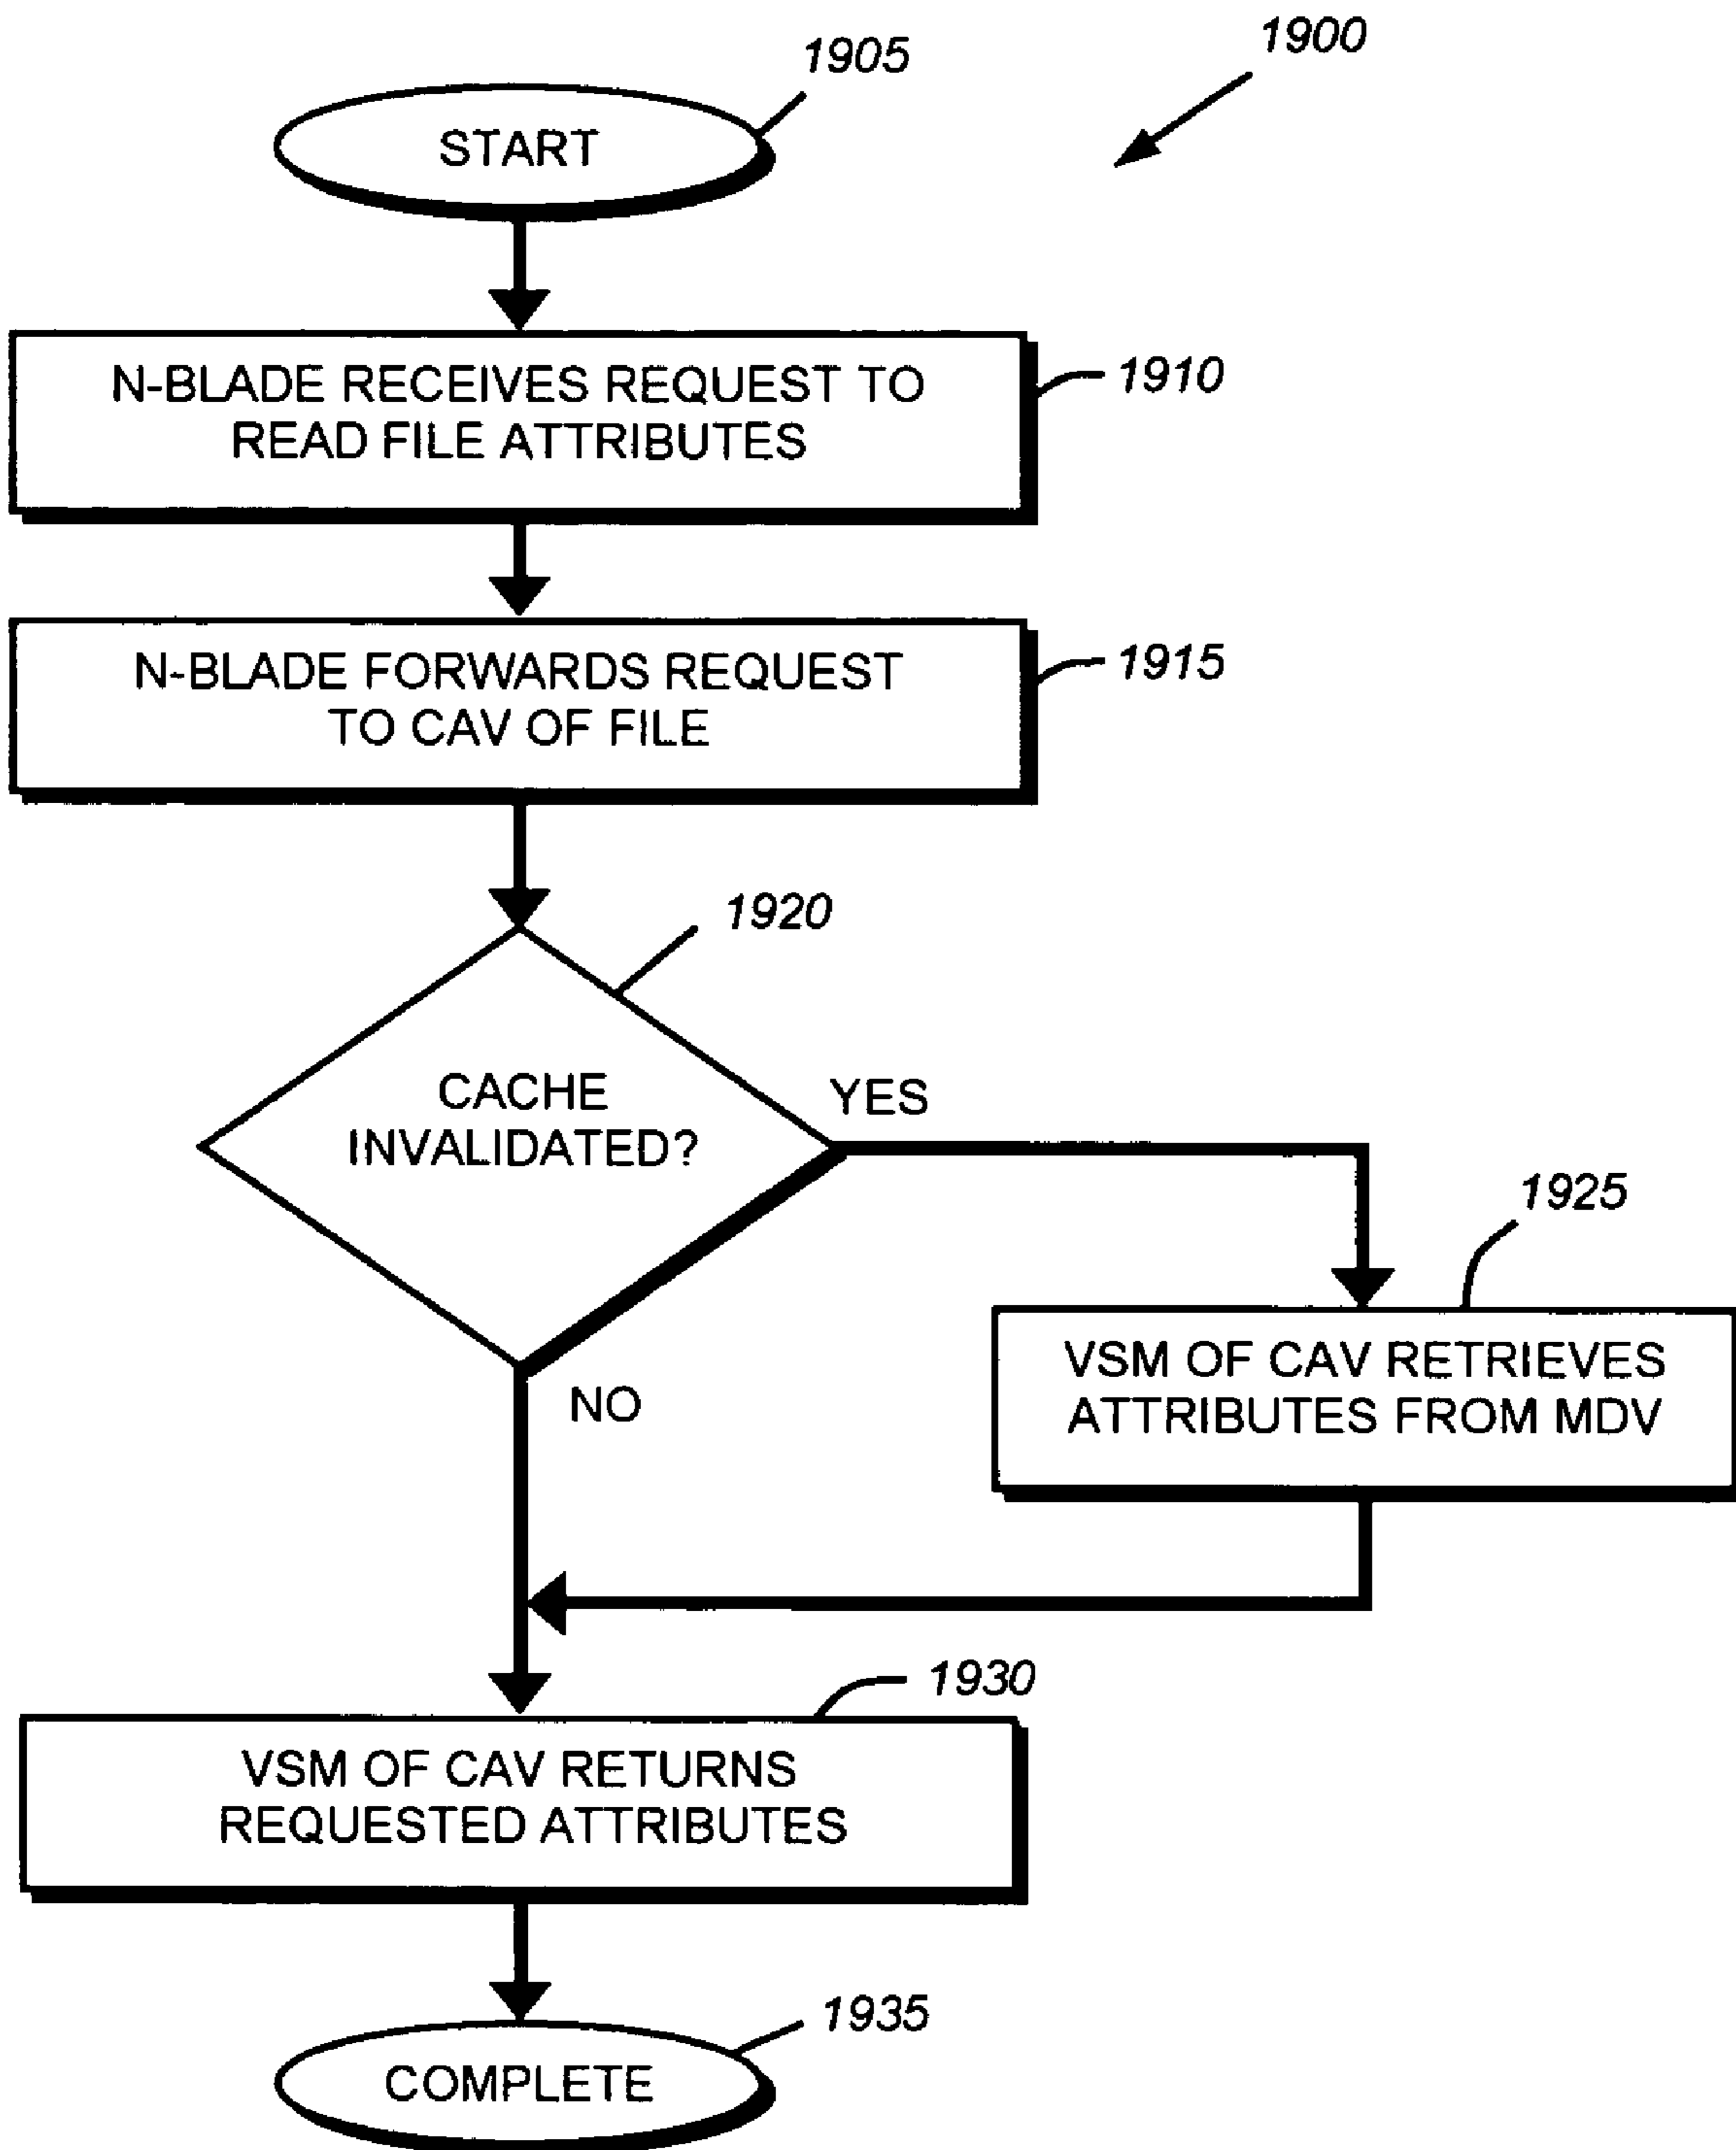 1900
1905
START
N-BLADE RECEIVES REQUEST TO
READ FILE ATTRIBUTES
1910
N-BLADE FORWARDS REQUEST
TO CAV OF FILE
1915
1920
CACHE
INVALIDATED?
YES
NO
1925
VSM OF CAV RETRIEVES
ATTRIBUTES FROM MDV
1930
VSM OF CAV RETURNS
REQUESTED ATTRIBUTES
1935
COMPLETE